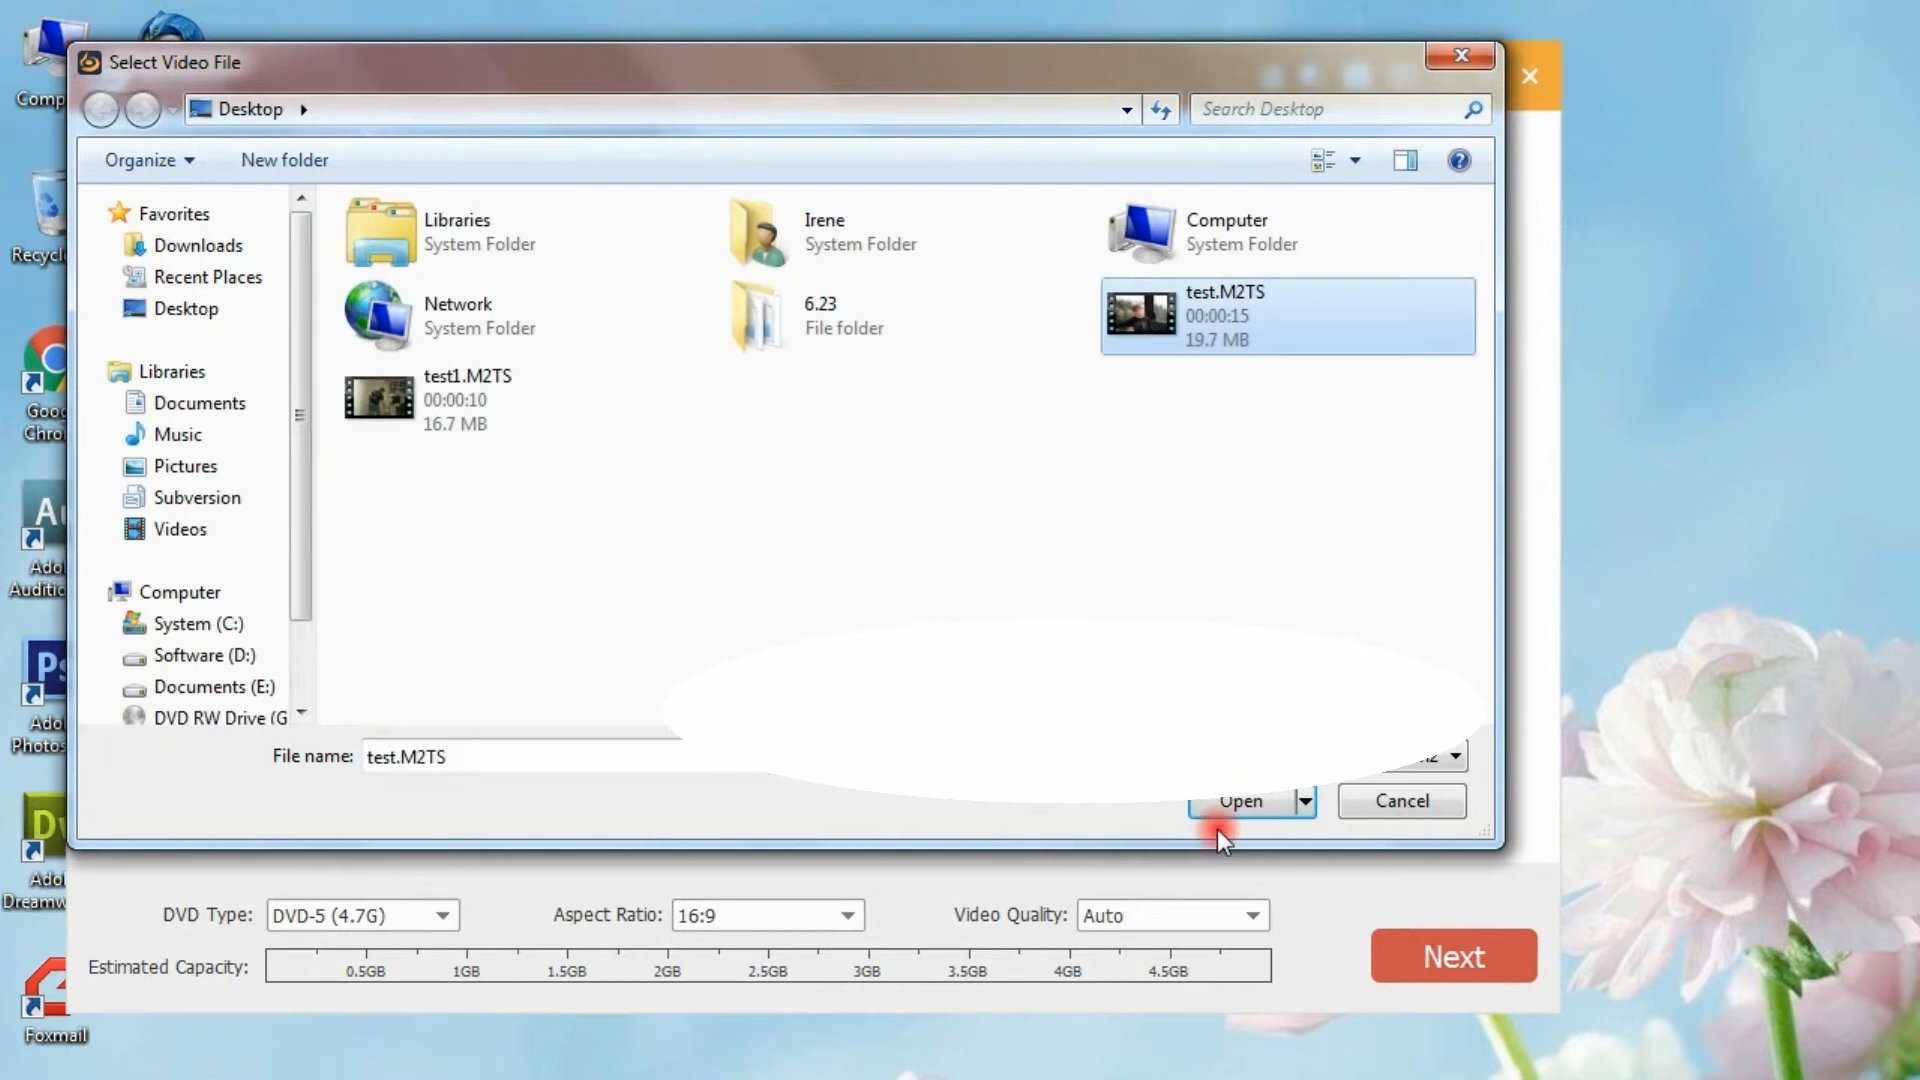 Select Video File
Desktop
Search Desktop
Organize
New folder
Favorites
Downloads
Recent Places
Desktop
Libraries
Documents
Music
Pictures
Subversion
Videos
Computer
System (C:)
Software (D:)
Documents (E:)
DVD RW Drive (G
Libraries
System Folder
Irene
System Folder
Computer
System Folder
Network
System Folder
6.23
File folder
test.M2TS
00:00:15
19.7 MB
test1.M2TS
00:00:10
16.7 MB
File name:
test.M2TS
Open
Cancel
DVD Type:
DVD-5 (4.7G)
Aspect Ratio:
16:9
Video Quality:
Auto
Estimated Capacity:
0.5GB
1GB
1.5GB
2GB
2.5GB
3GB
3.5GB
4GB
4.5GB
Next
Comp
Recycl
Goo
Chro
Au
Ado
Auditio
Ps
Ado
Photos
Ado
Dreamw
Foxmail